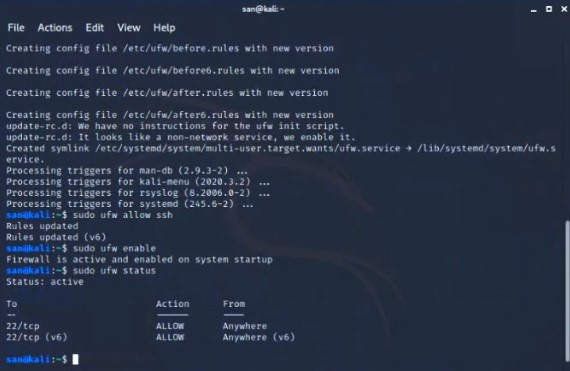 san@kali: ~
File Actions Edit View Help
Creating config file /etc/ufw/before.rules with new version
Creating config file /etc/ufw/before6.rules with new version
Creating config file /etc/ufw/after.rules with new version
Creating config file /etc/ufw/after6.rules with new version
update-rc.d: We have no instructions for the ufw init script.
update-rc.d: It looks like a non-network service, we enable it.
Created symlink /etc/systemd/system/multi-user.target.wants/ufw.service → /lib/systemd/system/ufw.s
ervice.
Processing triggers for man-db (2.9.3-2) ...
Processing triggers for kali-menu (2020.3.2) ...
Processing triggers for rsyslog (8.2006.0-2) ...
Processing triggers for systemd (245.6-2) ...
san@kali:~$ sudo ufw allow ssh
Rules updated
Rules updated (v6)
san@kali:~$ sudo ufw enable
Firewall is active and enabled on system startup
san@kali:~$ sudo ufw status
Status: active
To Action From
-- ------ ----
22/tcp ALLOW Anywhere
22/tcp (v6) ALLOW Anywhere (v6)
san@kali:~$